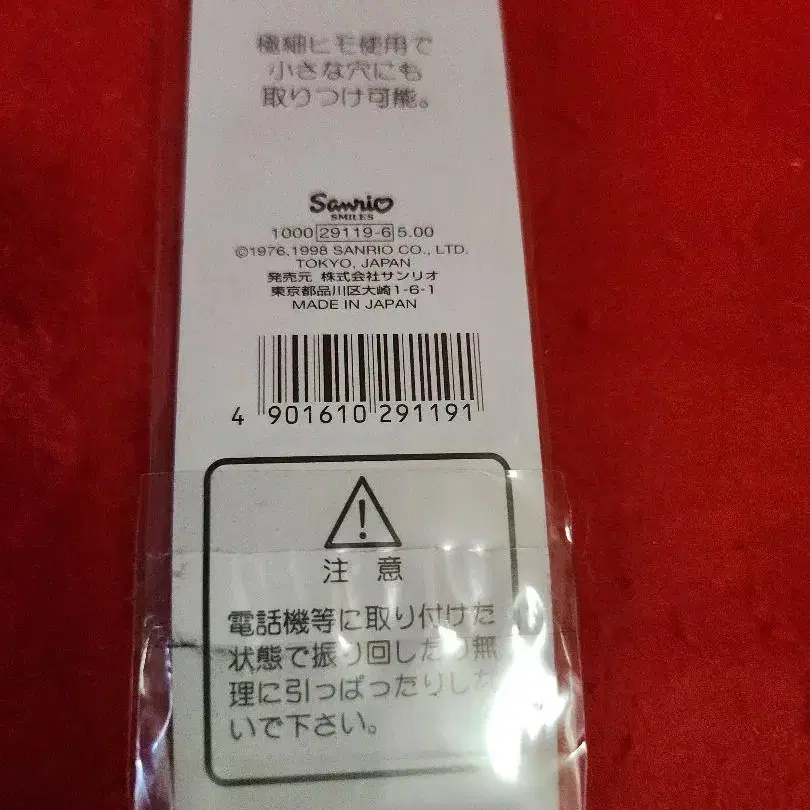 極細ヒモ使用で
小さな穴にも
取りつけ可能。
Sanrio
SMILES
1000 29119-6 5.00
©1976,1998 SANRIO CO., LTD.
TOKYO, JAPAN
発売元 株式会社サンリオ
東京都品川区大崎1-6-1
MADE IN JAPAN
4 901610 291191
注 意
電話機等に取り付けた
状態で振り回したり無
理に引っぱったりしな
いで下さい。